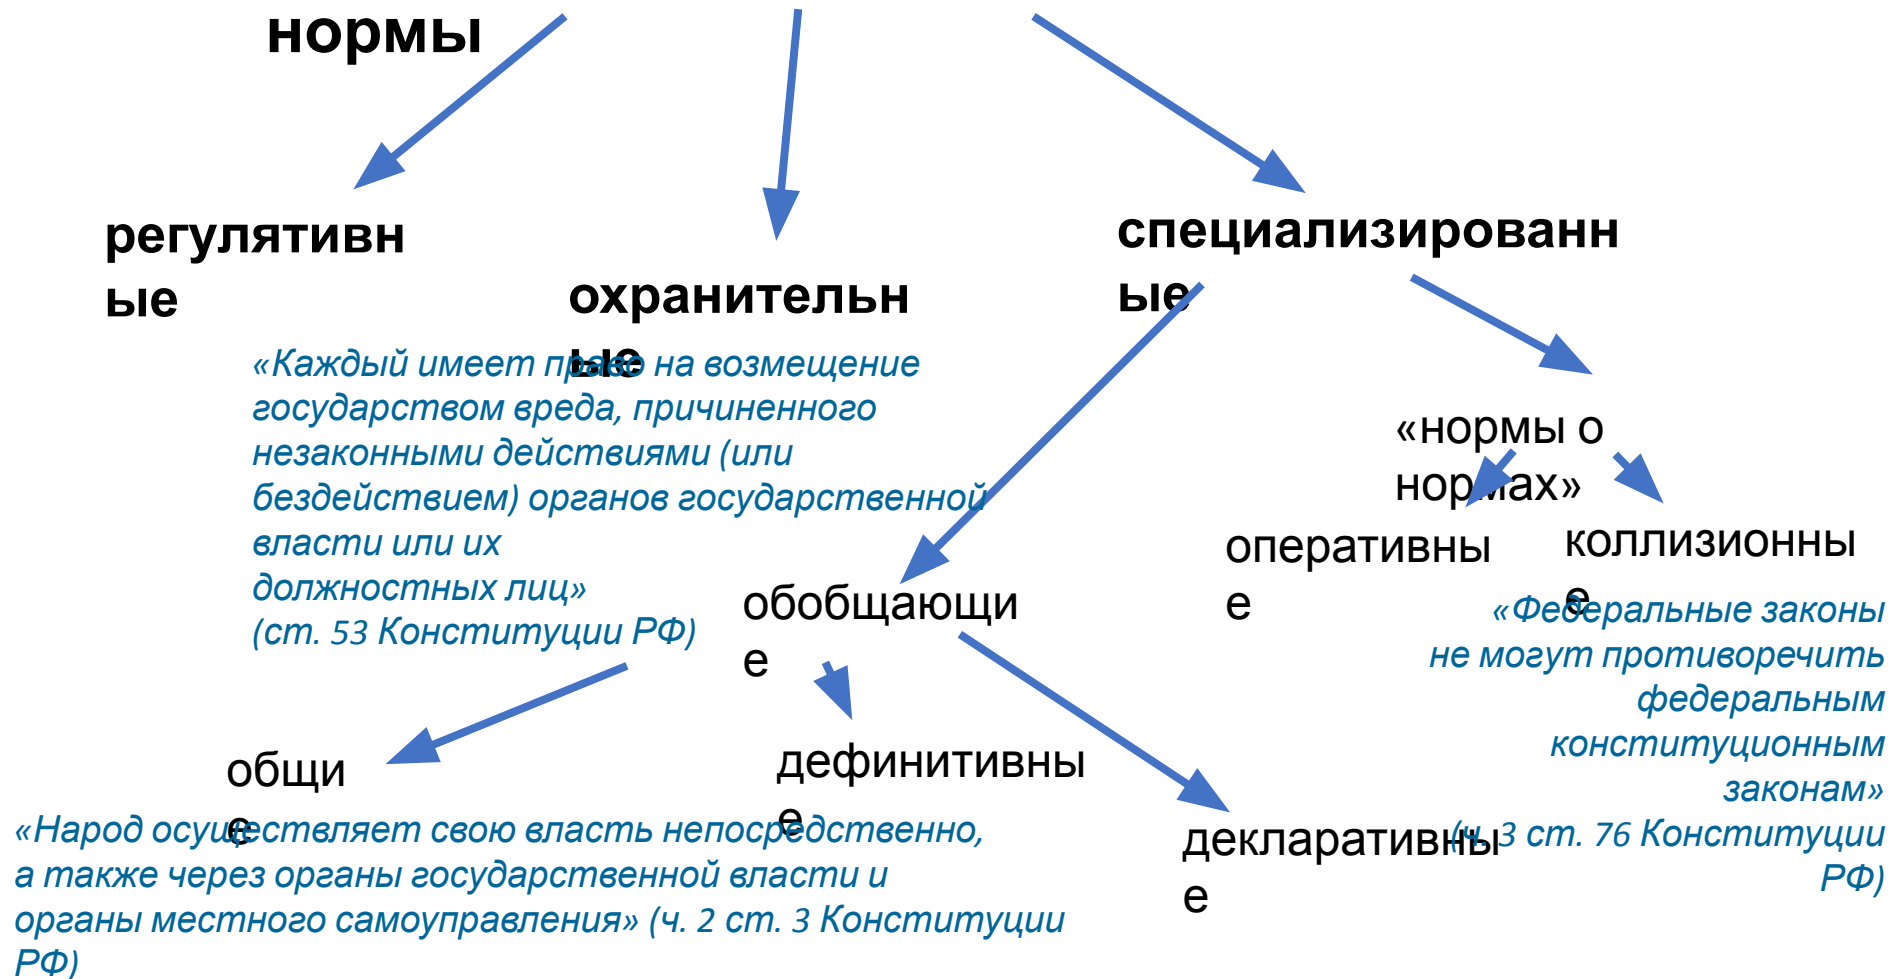 нормы
регулятивн
ые
охранительн
ые
специализированн
ые
«Каждый имеет право на возмещение
государством вреда, причиненного
незаконными действиями (или
бездействием) органов государственной
власти или их
должностных лиц»
(ст. 53 Конституции РФ)
«нормы о
нормах»
оперативны
е
коллизионны
е
«Федеральные законы
не могут противоречить
федеральным
конституционным
законам»
(ч. 3 ст. 76 Конституции
РФ)
обобщающи
е
общи
е
дефинитивны
е
декларативны
е
«Народ осуществляет свою власть непосредственно,
а также через органы государственной власти и
органы местного самоуправления» (ч. 2 ст. 3 Конституции
РФ)